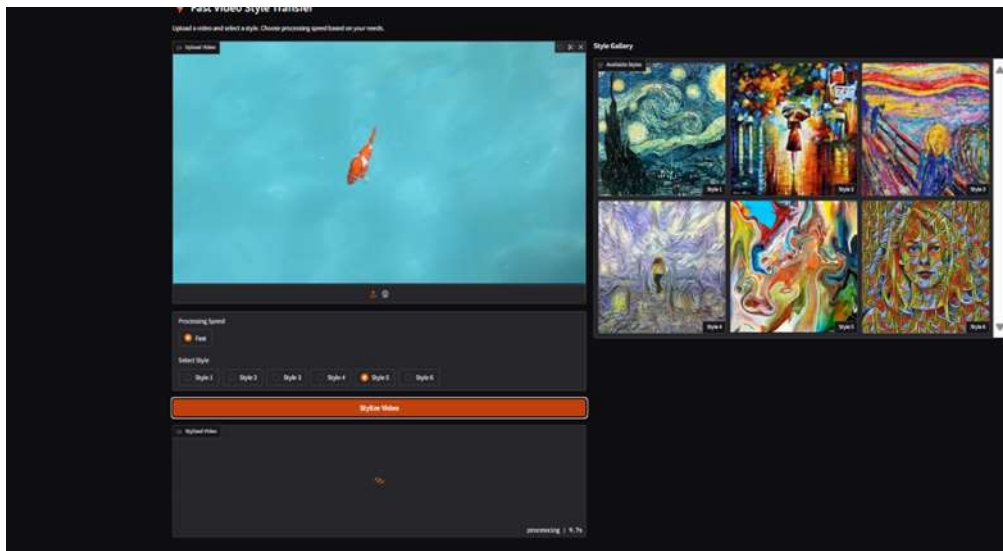 Fast Video Style Transfer
Upload a video and select a style. Choose processing speed based on your needs.
Upload Video
Style Gallery
Available Styles
Style 1
Style 2
Style 3
Style 4
Style 5
Style 6
Processing Speed
Fast
Select Style
Style 1 Style 2 Style 3 Style 4 Style 5 Style 6
Stylize Video
Stylized Video
processing | 9.7s